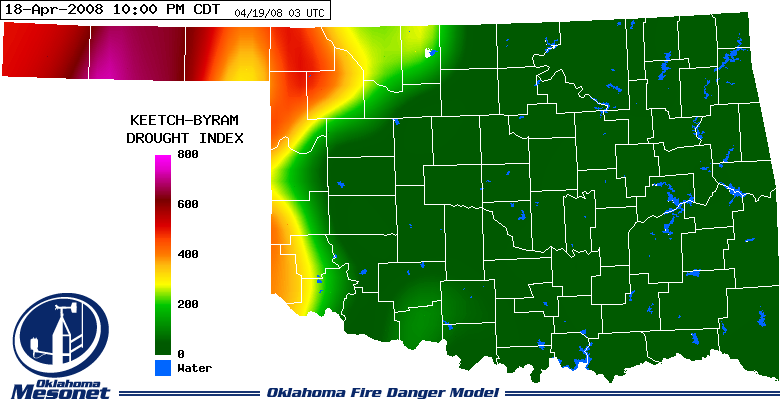 18-Apr-2008 10:00 PM CDT 04/19/08 03 UTC
KEETCH-BYRAM
DROUGHT INDEX
800
600
400
200
0
Water
Oklahoma
Mesonet
Oklahoma Fire Danger Model